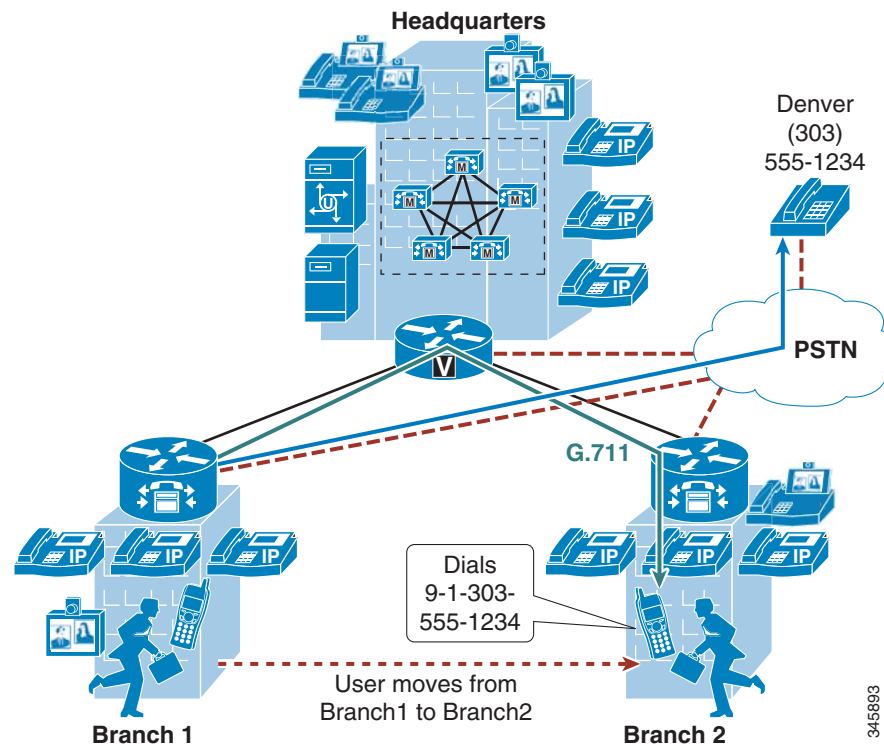 Headquarters
Denver
(303)
555-1234
IP
IP
IP
M
M
M
M
M
U
V
PSTN
G.711
IP
IP
IP
IP
IP
IP
Dials
9-1-303-
555-1234
User moves from
Branch1 to Branch2
Branch 1
Branch 2
345893